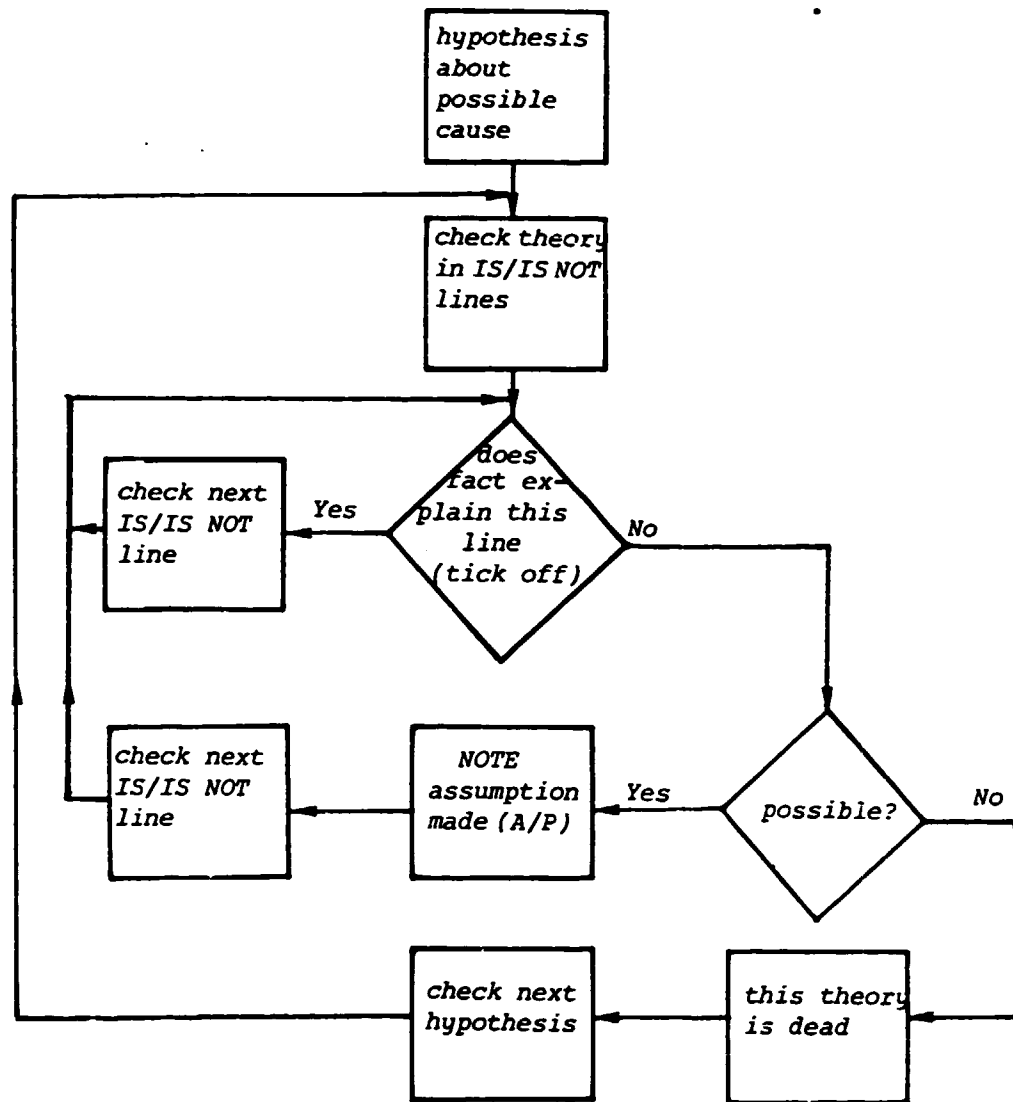 hypothesis
about
possible
cause
check theory
in IS/IS NOT
lines
does
fact ex-
plain this
line
(tick off)
Yes
No
check next
IS/IS NOT
line
possible?
Yes
No
NOTE
assumption
made (A/P)
check next
IS/IS NOT
line
this theory
is dead
check next
hypothesis